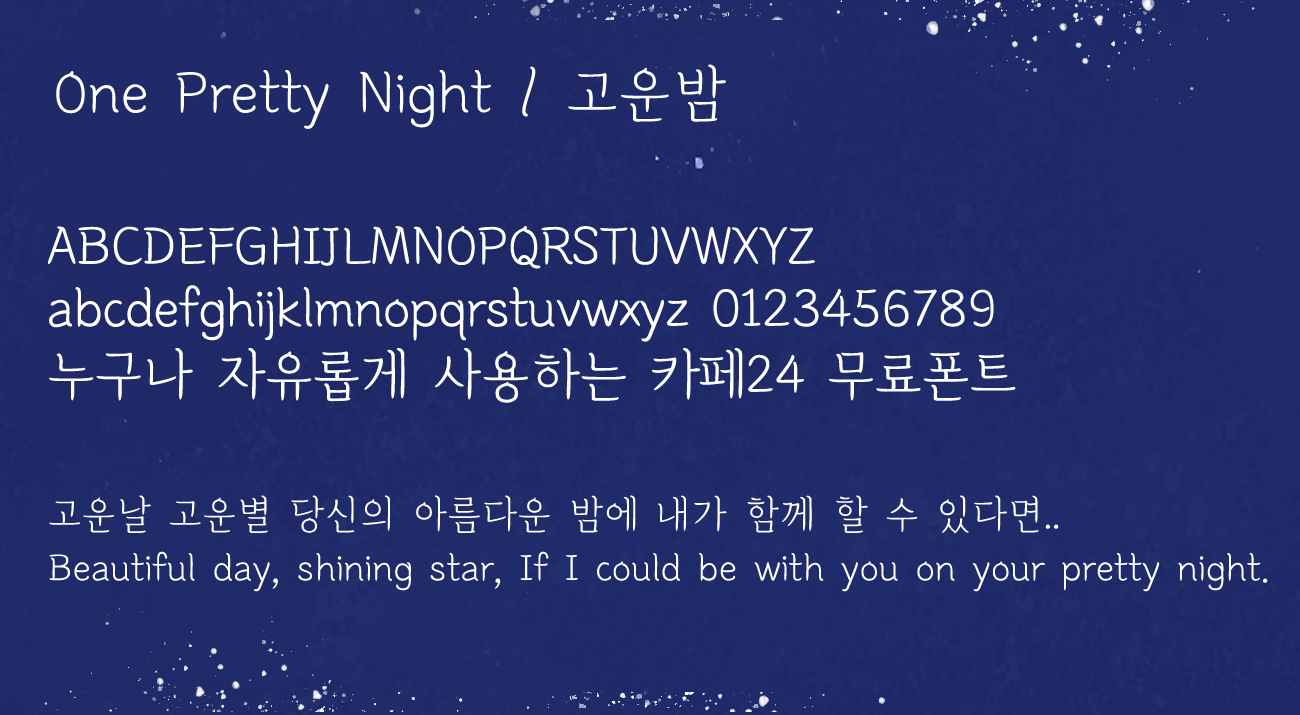 One Pretty Night / 고운밤
ABCDEFGHIJLMNOPQRSTUVWXYZ
abcdefghijklmnopqrstuvwxyz 0123456789
누구나 자유롭게 사용하는 카페24 무료폰트
고운날 고운별 당신의 아름다운 밤에 내가 함께 할 수 있다면..
Beautiful day, shining star, If I could be with you on your pretty night.